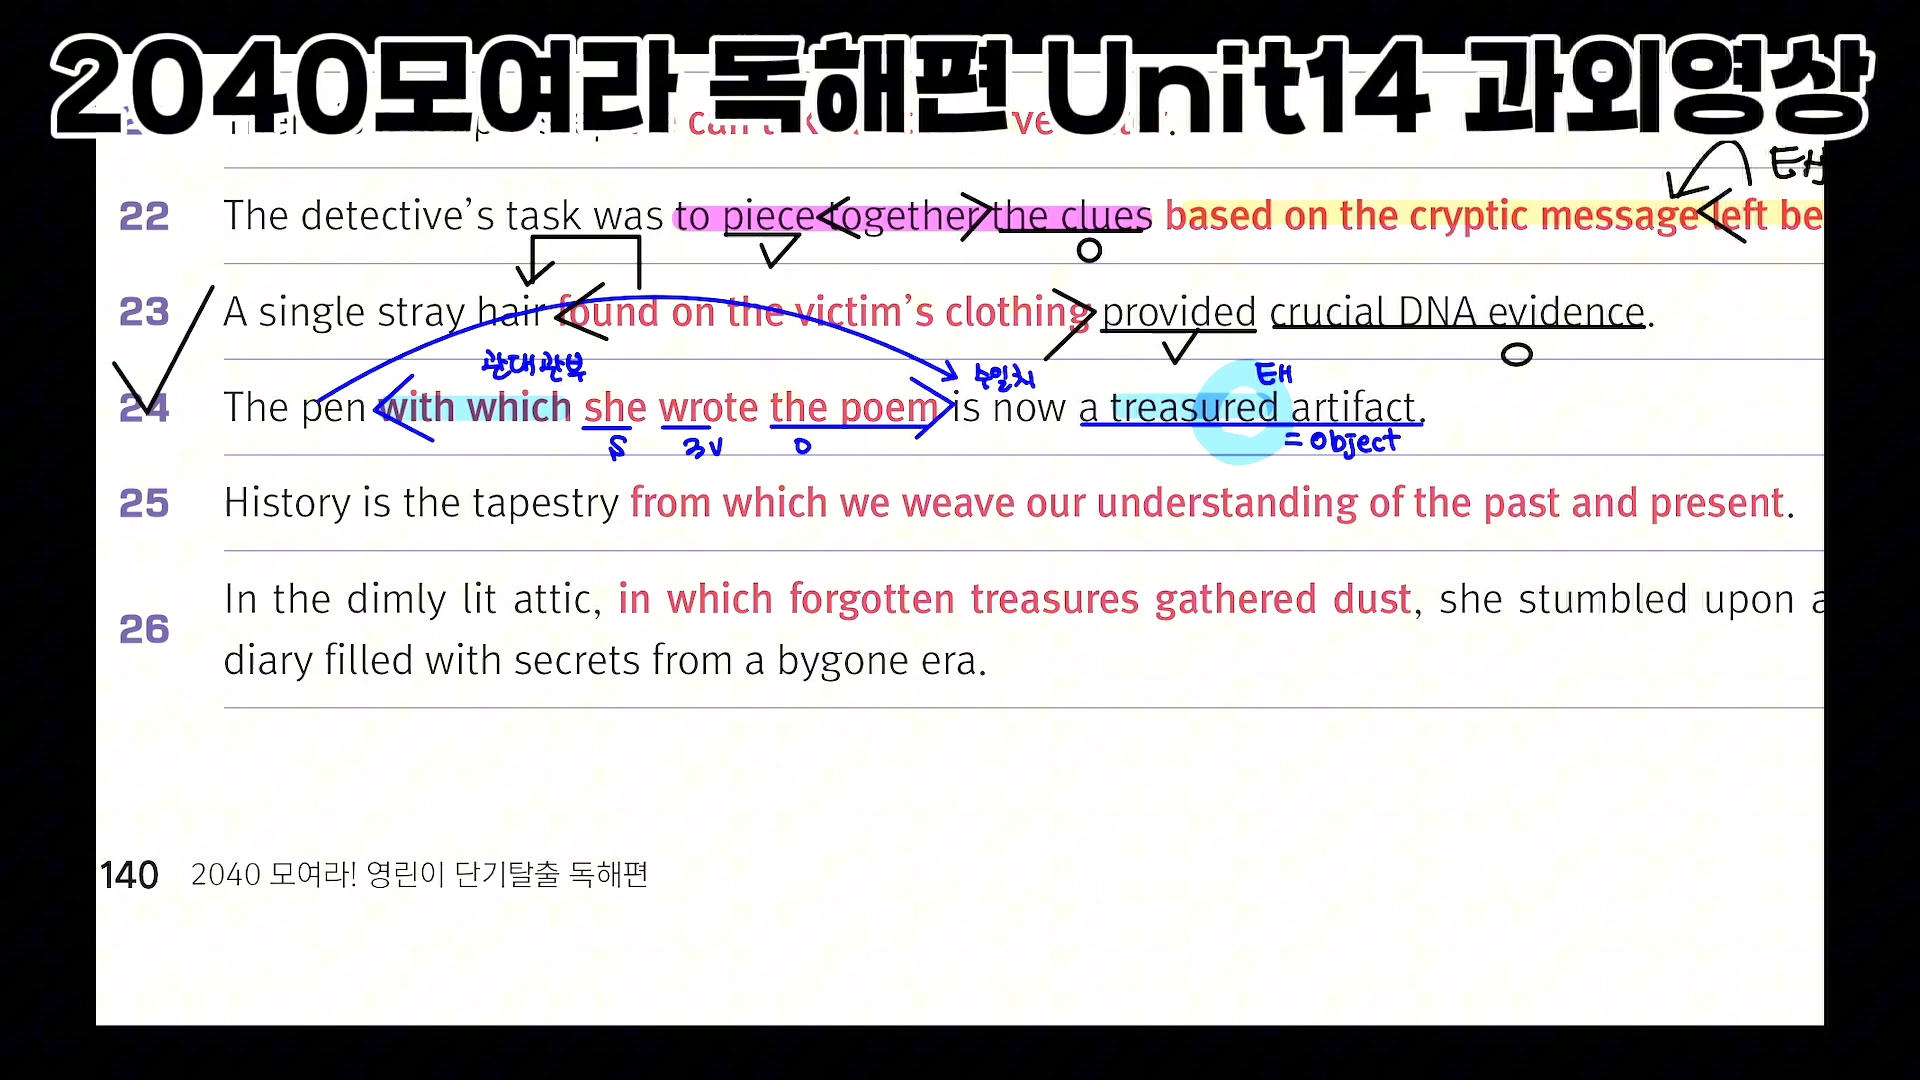 2040모여라 독해편 Unit14 과외영상
태
22 The detective's task was to piece together the clues based on the cryptic message left be
V O
23 A single stray hair found on the victim's clothing provided crucial DNA evidence.
V O
관대 관부 수일치 태
24 The pen with which she wrote the poem is now a treasured artifact.
S 3V O = object
25 History is the tapestry from which we weave our understanding of the past and present.
26 In the dimly lit attic, in which forgotten treasures gathered dust, she stumbled upon a
diary filled with secrets from a bygone era.
140 2040 모여라! 영린이 단기탈출 독해편